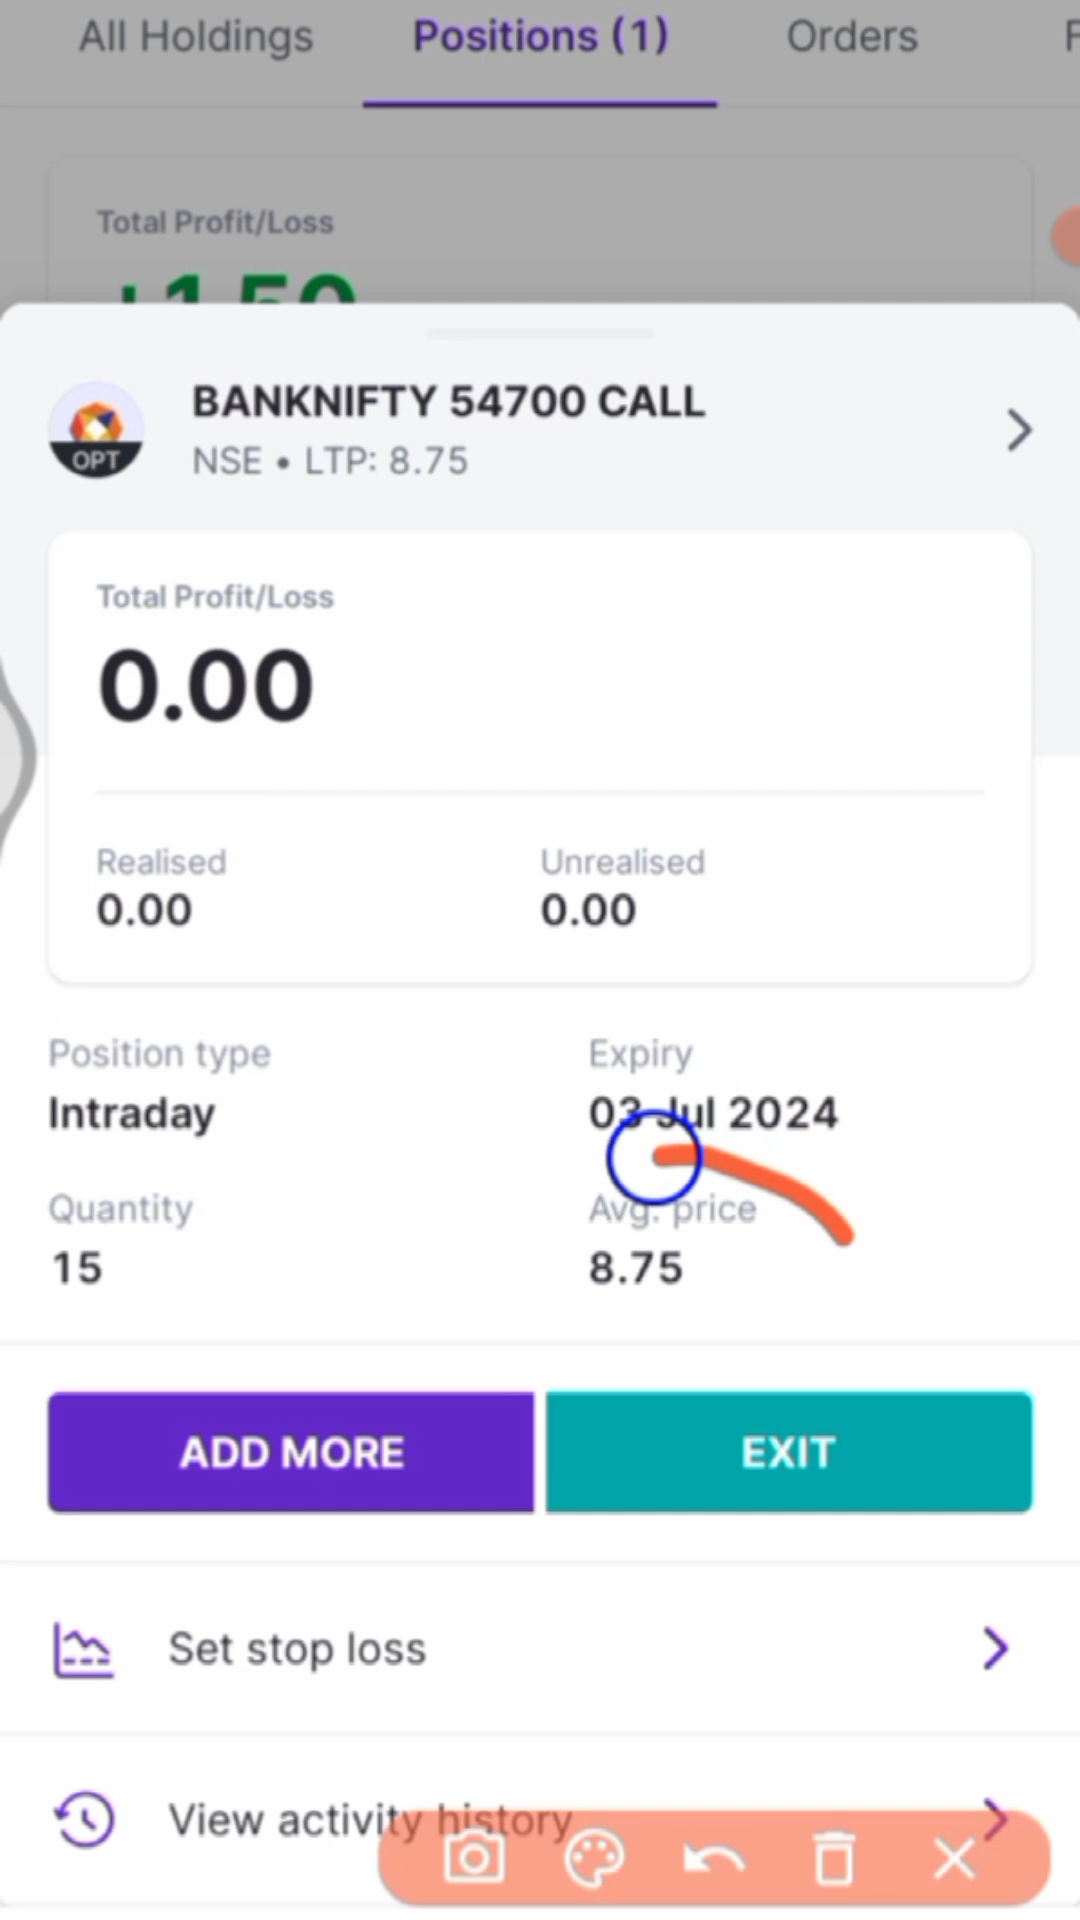 All Holdings
Positions (1)
Orders
F
Total Profit/Loss
+1.50
BANKNIFTY 54700 CALL
OPT
NSE • LTP: 8.75
Total Profit/Loss
0.00
Realised
Unrealised
0.00
0.00
Position type
Expiry
Intraday
03 Jul 2024
Quantity
Avg. price
15
8.75
ADD MORE
EXIT
Set stop loss
View activity history